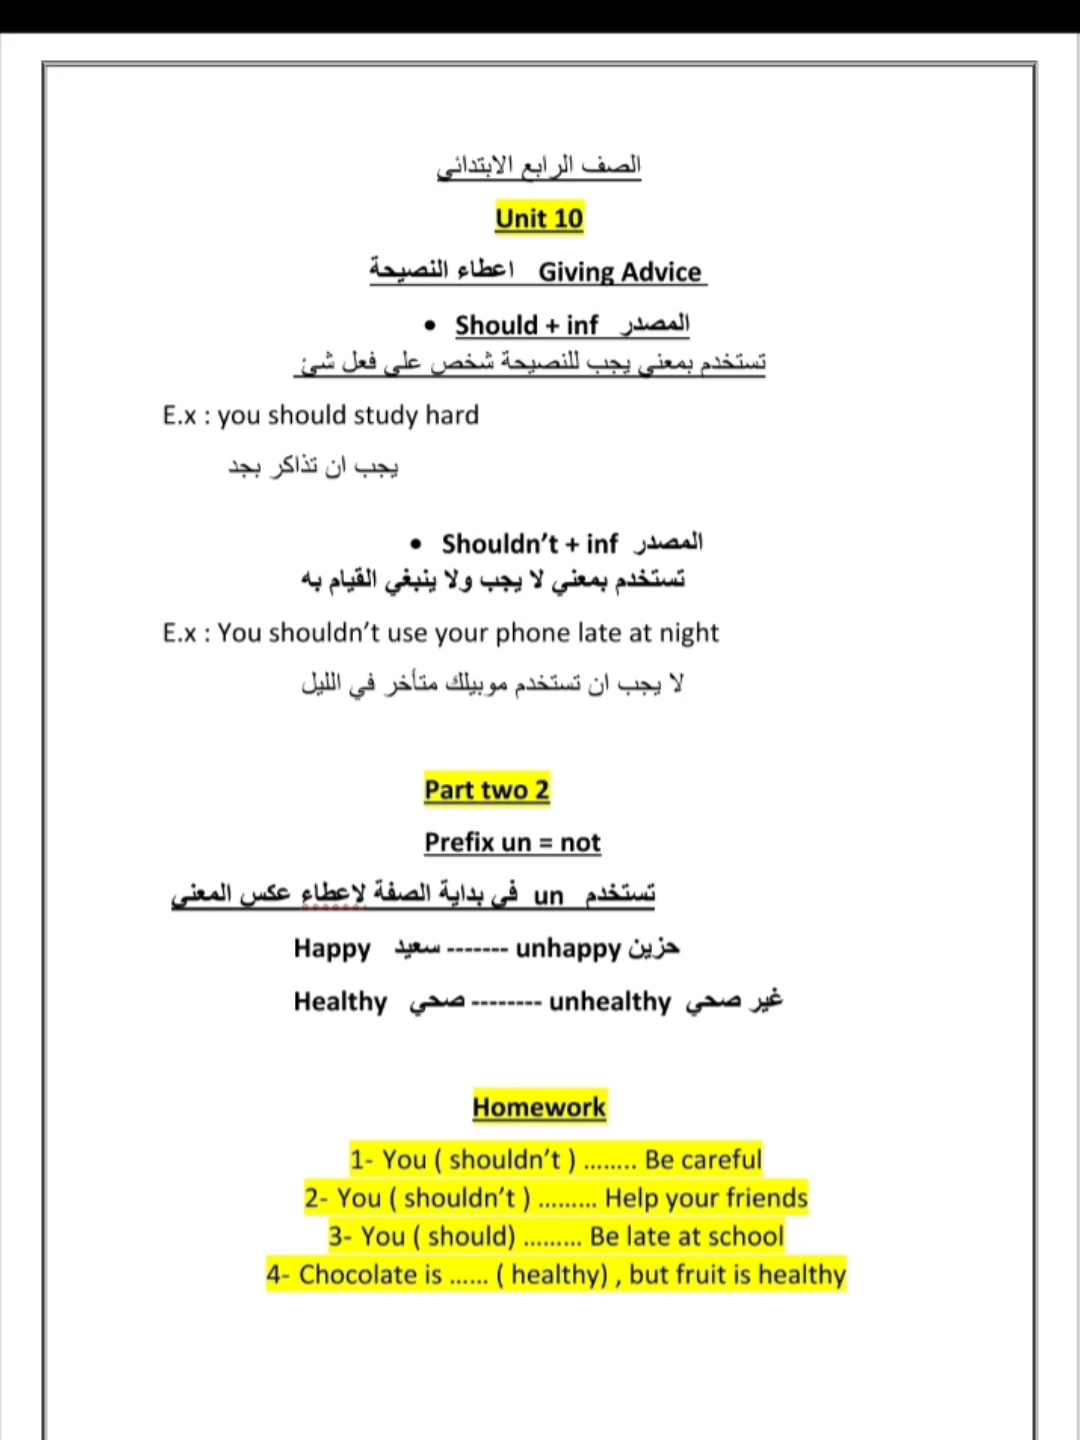 الصف الرابع الابتدائي
Unit 10
اعطاء النصيحة Giving Advice
• Should + inf المصدر
تستخدم بمعني يجب للنصيحة شخص علي فعل شئ
E.x : you should study hard
يجب ان تذاكر بجد
• Shouldn’t + inf المصدر
تستخدم بمعني لا يجب ولا ينبغي القيام به
E.x : You shouldn’t use your phone late at night
لا يجب ان تستخدم موبيلك متأخر في الليل
Part two 2
Prefix un = not
تستخدم un في بداية الصفة لاعطاء عكس المعني
Happy سعيد ------- unhappy حزين
Healthy صحي -------- unhealthy غير صحي
Homework
1- You ( shouldn’t ) ........ Be careful
2- You ( shouldn’t ) ......... Help your friends
3- You ( should) ......... Be late at school
4- Chocolate is ...... ( healthy) , but fruit is healthy